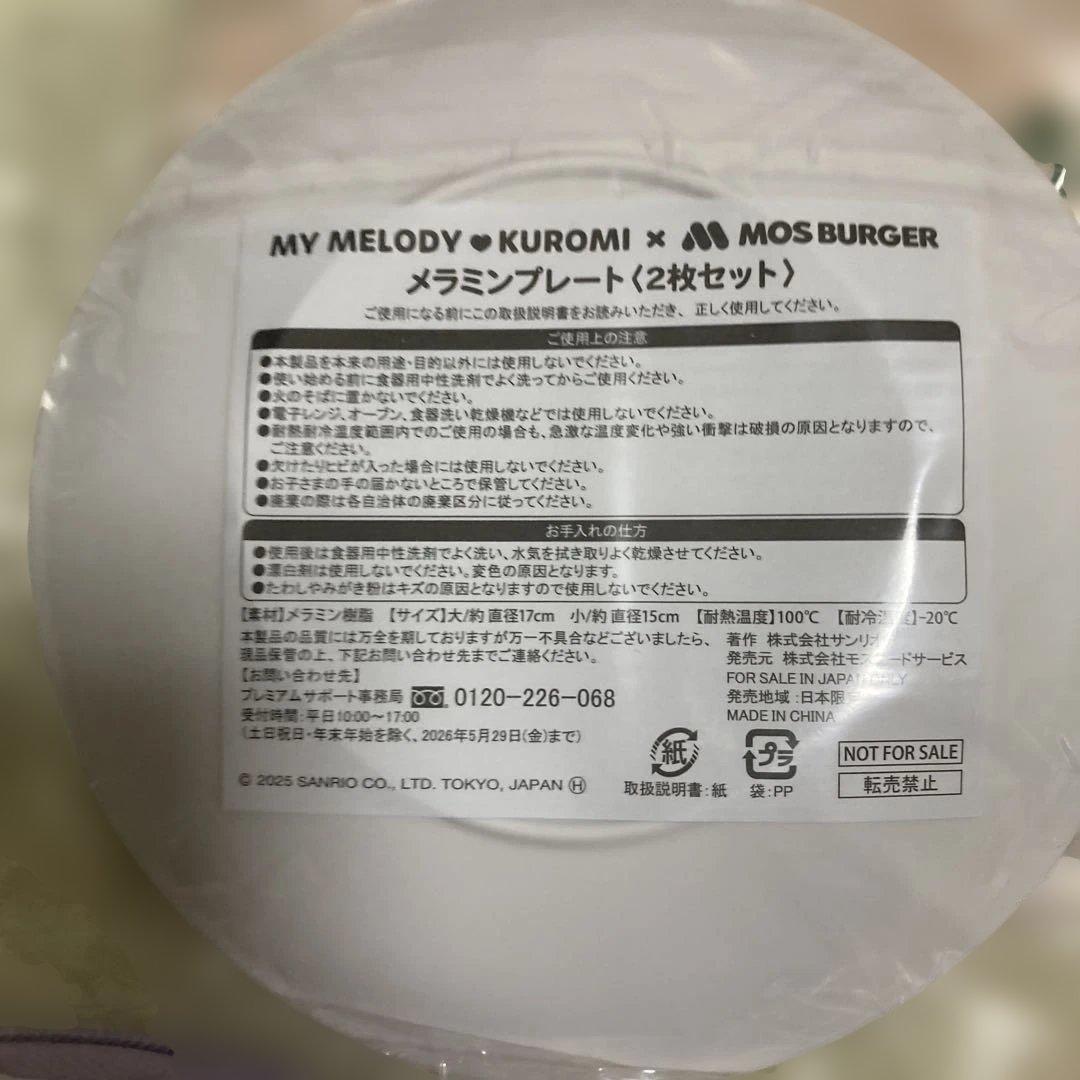 MY MELODY ♥ KUROMI × MOS BURGER
メラミンプレート〈2枚セット〉
ご使用になる前にこの取扱説明書をお読みいただき、正しく使用してください。
ご使用上の注意
●本製品を本来の用途・目的以外には使用しないでください。
●使い始める前に食器用中性洗剤でよく洗ってからご使用ください。
●火のそばに置かないでください。
●電子レンジ、オーブン、食器洗い乾燥機などでは使用しないでください。
●耐熱耐冷温度範囲内でのご使用の場合も、急激な温度変化や強い衝撃は破損の原因となりますので、
ご注意ください。
●欠けたりヒビが入った場合には使用しないでください。
●お子さまの手の届かないところで保管してください。
●廃棄の際は各自治体の廃棄区分に従ってください。
お手入れの仕方
●使用後は食器用中性洗剤でよく洗い、水気を拭き取りよく乾燥させてください。
●漂白剤は使用しないでください。変色の原因となります。
●たわしやみがき粉はキズの原因となりますので使用しないでください。
【素材】メラミン樹脂 【サイズ】大/約 直径17cm 小/約 直径15cm 【耐熱温度】100℃ 【耐冷温度】-20℃
本製品の品質には万全を期しておりますが万一不具合などございましたら、
現品保管の上、下記お問い合わせ先までご連絡ください。
【お問い合わせ先】
プレミアムサポート事務局 0120-226-068
受付時間:平日10:00〜17:00
(土日祝日・年末年始を除く、2026年5月29日(金)まで)
© 2025 SANRIO CO., LTD. TOKYO, JAPAN Ⓗ
著作 株式会社サンリオ
発売元 株式会社モスフードサービス
FOR SALE IN JAPAN ONLY
発売地域:日本限
MADE IN CHINA
紙
取扱説明書:紙
プラ
袋:PP
NOT FOR SALE
転売禁止